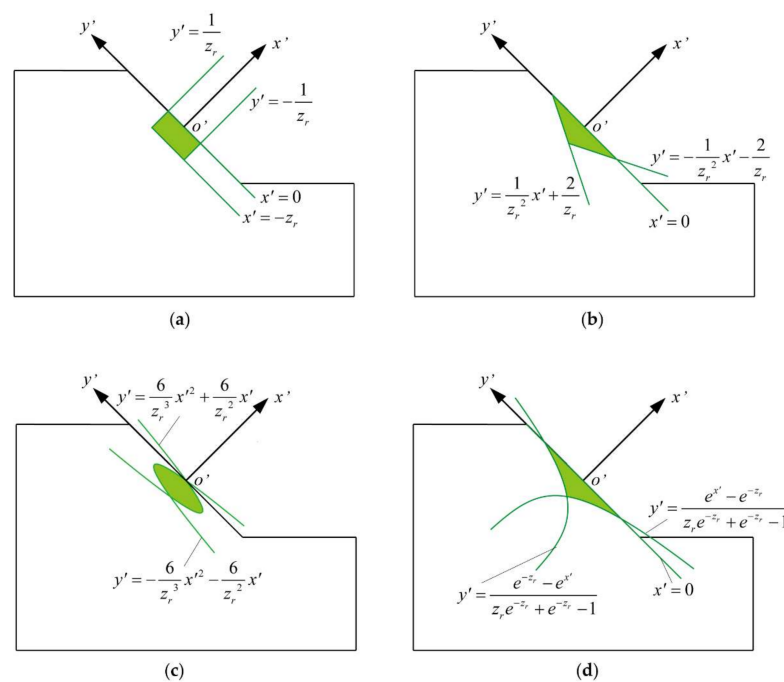 y'
y' = 1/z_r
x'
y' = -1/z_r
o'
x' = 0
x' = -z_r
(a)
y'
x'
o'
y' = -1/z_r² x' - 2/z_r
y' = 1/z_r² x' + 2/z_r
x' = 0
(b)
y'
y' = 6/z_r³ x'² + 6/z_r² x'
x'
o'
y' = -6/z_r³ x'² - 6/z_r² x'
(c)
y'
x'
o'
y' = (e^{x'} - e^{-z_r})/(z_r e^{-z_r} + e^{-z_r} - 1)
y' = (e^{-z_r} - e^{x'})/(z_r e^{-z_r} + e^{-z_r} - 1)
x' = 0
(d)